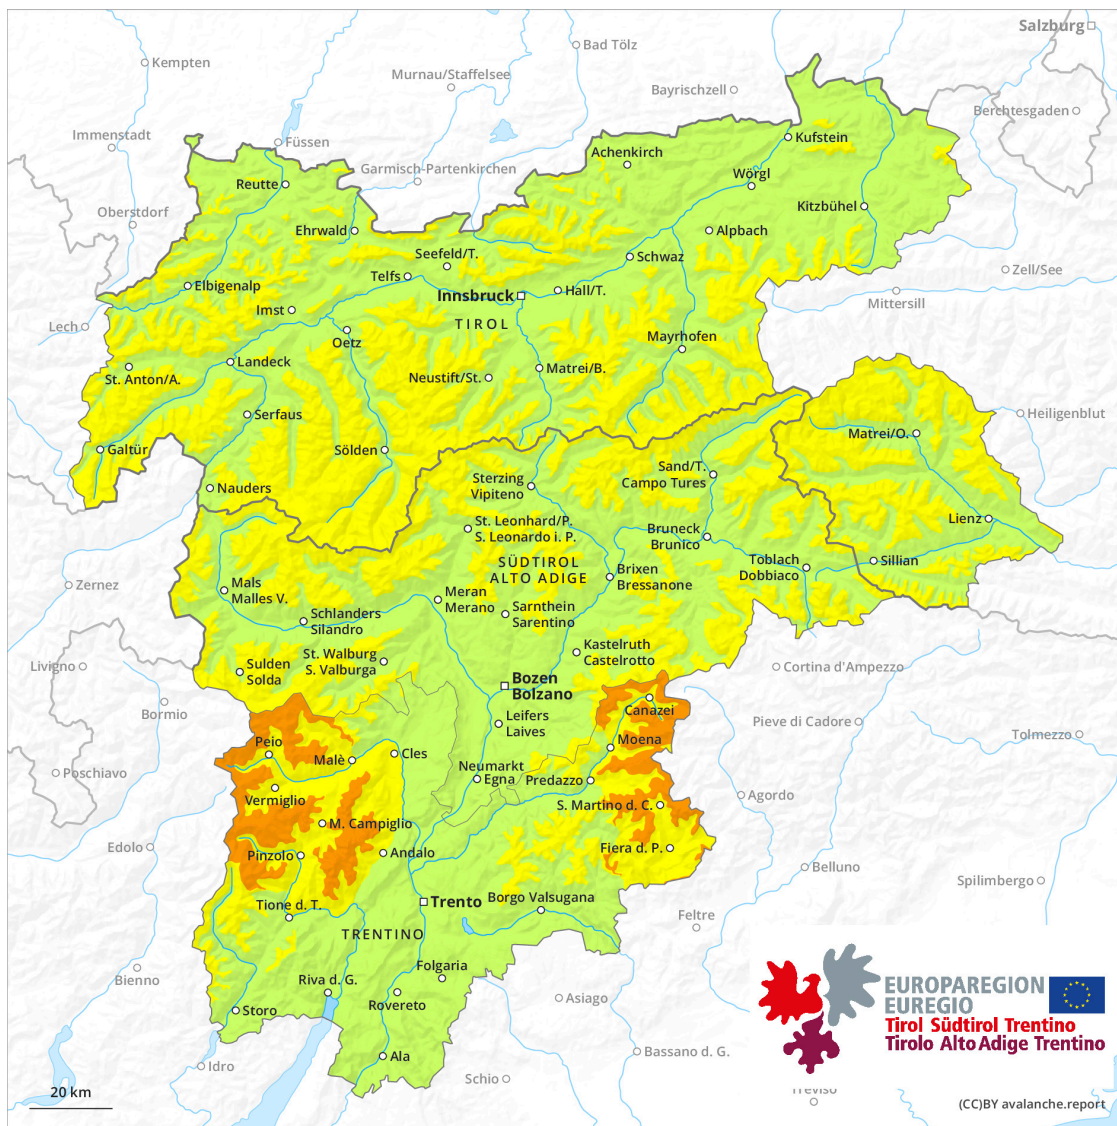 Salzburg
Bad Tölz
Kempten
Murnau/Staffelsee
Bayrischzell
Berchtesgaden
Immenstadt
Füssen
Kufstein
Achenkirch
Garmisch-Partenkirchen
Wörgl
Reutte
Oberstdorf
Kitzbühel
Ehrwald
Alpbach
Seefeld/T.
Schwaz
Zell/See
Telfs
Elbigenalp
Hall/T.
Innsbruck
Mittersill
Imst
TIROL
Lech
Oetz
Mayrhofen
Landeck
Matrei/B.
St. Anton/A.
Neustift/St.
Serfaus
Heiligenblut
Matrei/O.
Galtür
Sölden
Sand/T.
Campo Tures
Sterzing
Vipiteno
Nauders
Lienz
St. Leonhard/P.
S. Leonardo i. P.
Bruneck
Brunico
SÜDTIROL
ALTO ADIGE
Toblach
Dobbiaco
Sillian
Brixen
Bressanone
Zernez
Mals
Malles V.
Meran
Merano
Sarnthein
Sarentino
Schlanders
Silandro
Kastelruth
Castelrotto
St. Walburg
S. Valburga
Livigno
Sulden
Solda
Cortina d'Ampezzo
Bozen
Bolzano
Bormio
Canazei
Leifers
Laives
Pieve di Cadore
Tolmezzo
Peio
Moena
Cles
Malè
Poschiavo
Neumarkt
Egna
Predazzo
Vermiglio
S. Martino d. C.
Agordo
M. Campiglio
Edolo
Pinzolo
Andalo
Fiera d. P.
Belluno
Spilimbergo
Trento
Borgo Valsugana
Tione d. T.
Feltre
TRENTINO
Folgaria
Bienno
Riva d. G.
Rovereto
Asiago
Storo
EUROPAREGION
EUREGIO
Tirol Südtirol Trentino
Tirolo Alto Adige Trentino
Ala
Bassano d. G.
Idro
Schio
20 km
Treviso
(CC)BY avalanche.report